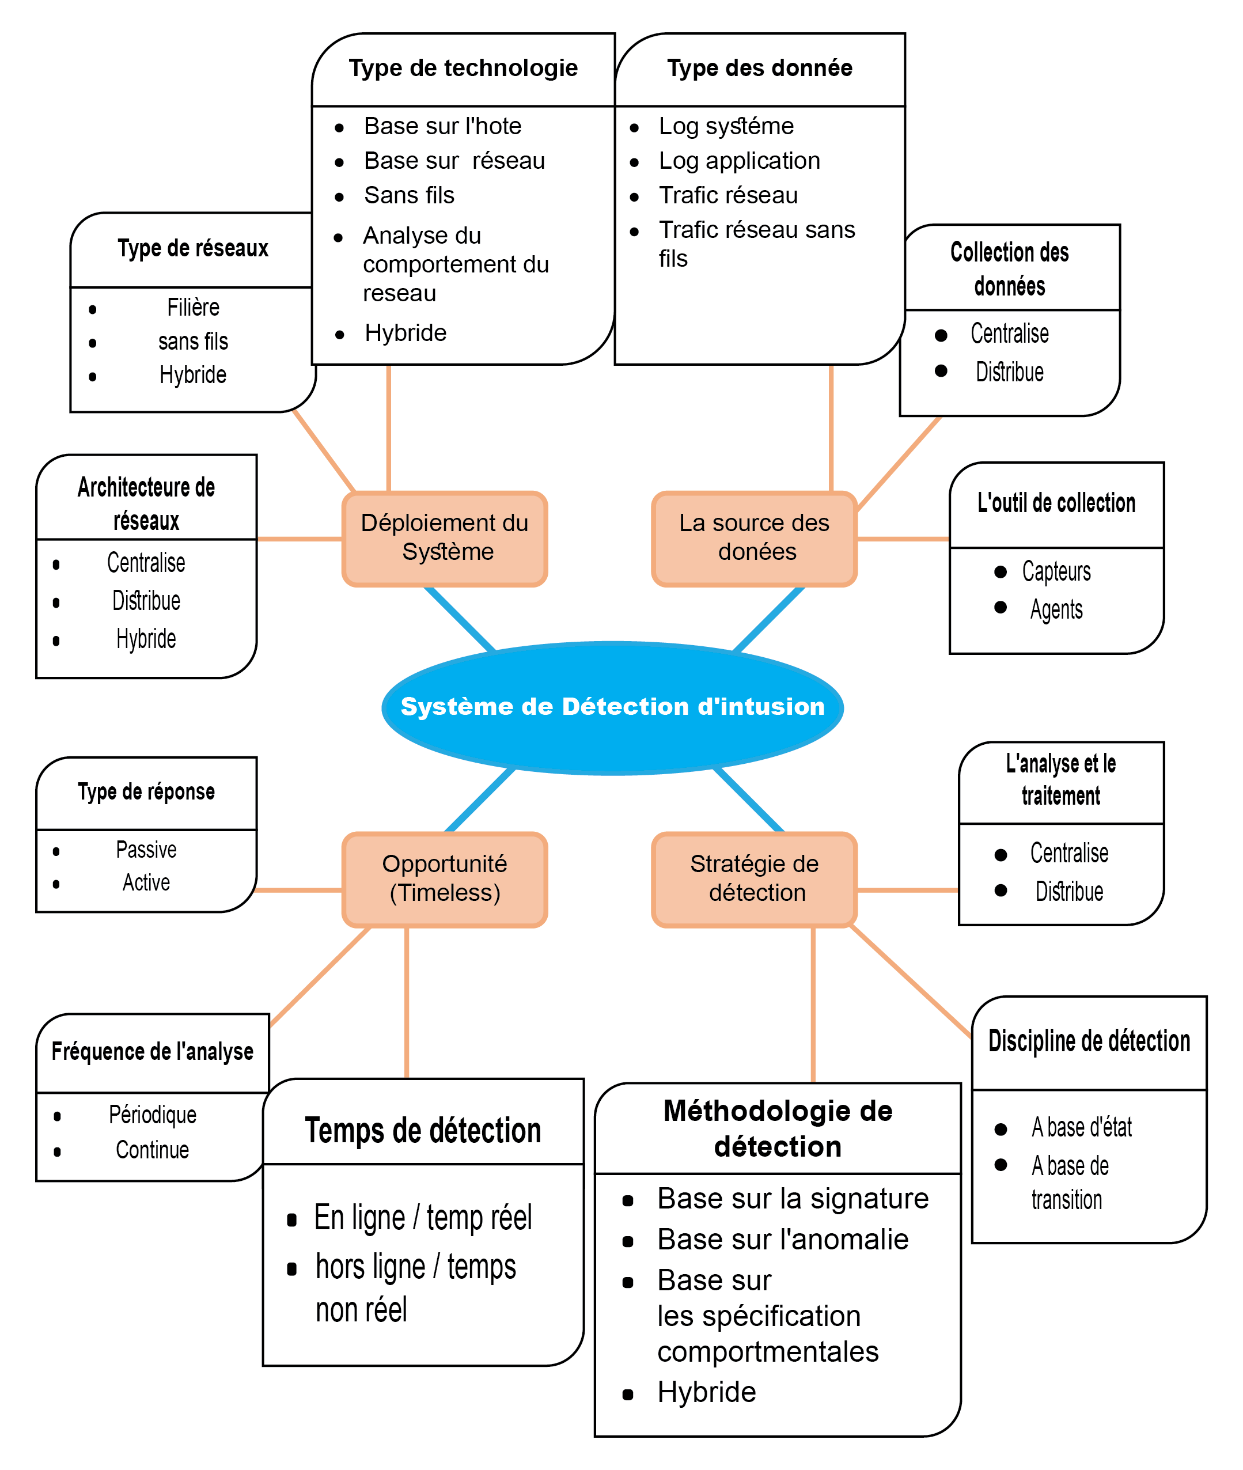 Type de technologie
Base sur l'hote
Base sur  réseau
Sans fils
Analyse du
comportement du
reseau
Hybride
Type des donnée
Log systéme
Log application
Trafic réseau
Trafic réseau sans
fils
Type de réseaux
Filière
sans fils
Hybride
Collection des
données
Centralise
Distribue
Architecteure de
réseaux
Centralise
Distribue
Hybride
Déploiement du
Système
La source des
donées
L'outil de collection
Capteurs
Agents
Système de Détection d'intusion
Type de réponse
Passive
Active
Opportunité
(Timeless)
Stratégie de
détection
L'analyse et le
traitement
Centralise
Distribue
Fréquence de l'analyse
Périodique
Continue
Temps de détection
En ligne / temp réel
hors ligne / temps
non réel
Méthodologie de
détection
Base sur la signature
Base sur l'anomalie
Base sur
les spécification
comportmentales
Hybride
Discipline de détection
A base d'état
A base de
transition